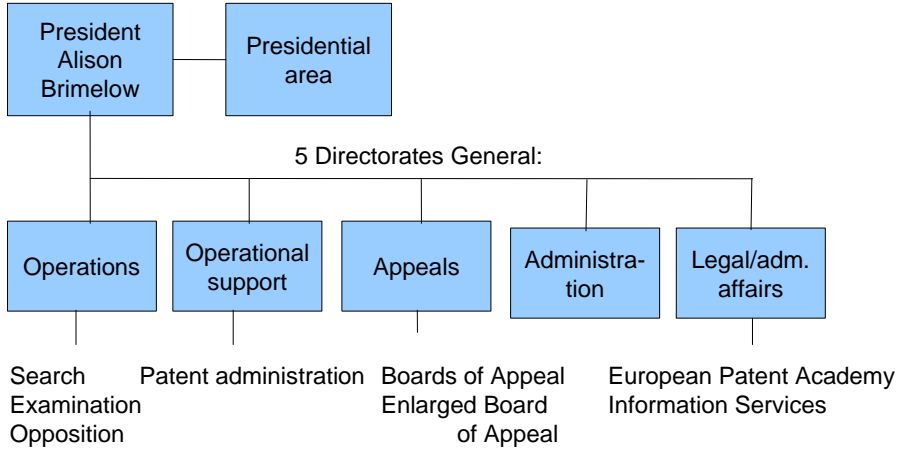 President
Alison
Brimelow
Presidential
area
5 Directorates General:
Operations
Operational
support
Appeals
Administra-
tion
Legal/adm.
affairs
Search
Examination
Opposition
Patent administration
Boards of Appeal
Enlarged Board
of Appeal
European Patent Academy
Information Services